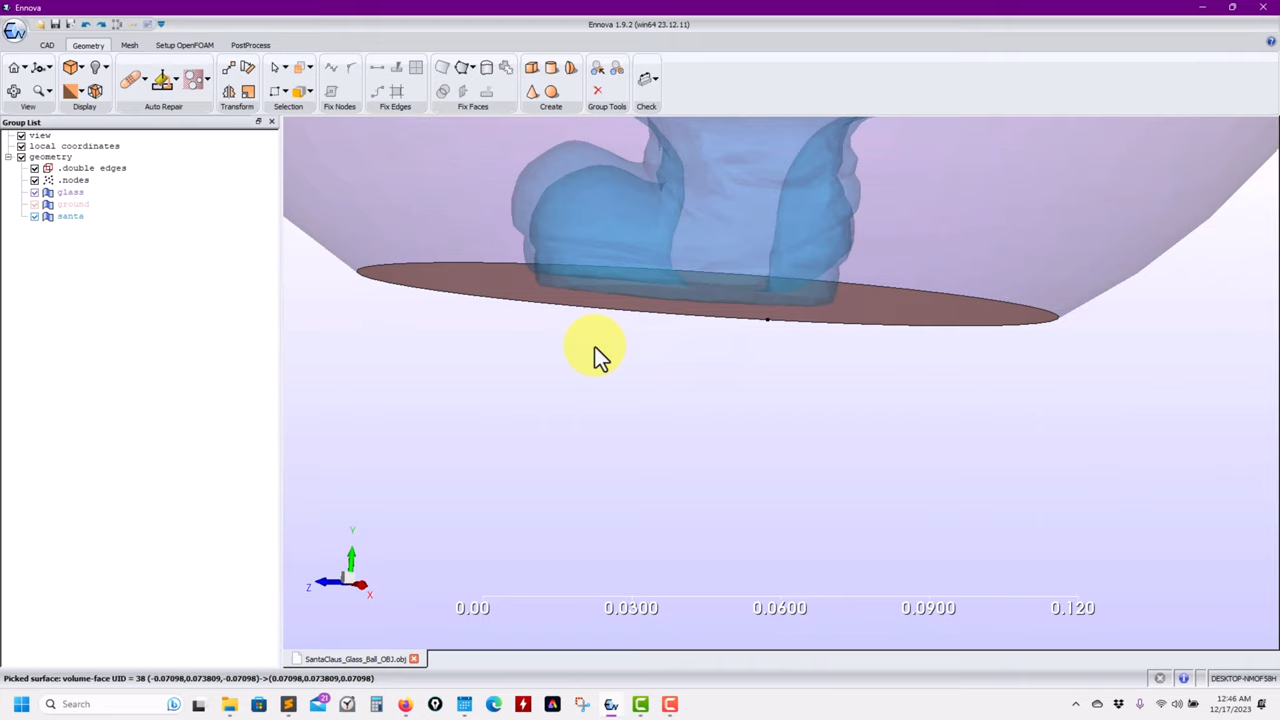 Ennova
Ennova 1.9.2 (win64 23.12.11)
CAD Geometry Mesh Setup OpenFOAM PostProcess
View Display Auto Repair Transform Selection Fix Nodes Fix Edges Fix Faces Create Group Tools Check
Group List
view
local coordinates
geometry
.double edges
.nodes
glass
ground
santa
Y
Z
X
0.00 0.0300 0.0600 0.0900 0.120
SantaClaus_Glass_Ball_OBJ.obj
Picked surface: volume-face UID = 38 (-0.07098,0.073809,-0.07098)->(0.07098,0.073809,0.07098)
DESKTOP-NMOF58H
Search
21
12:46 AM
12/17/2023